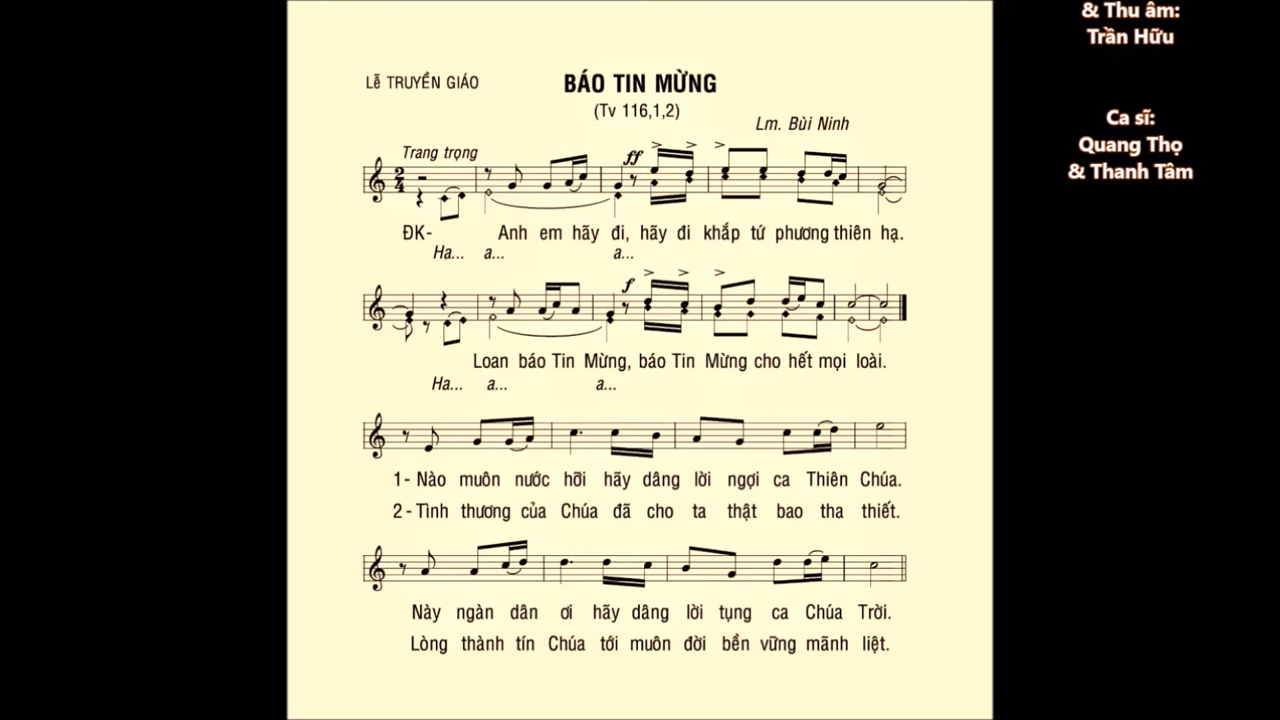 & Thu âm:
Trần Hữu
Ca sĩ:
Quang Thọ
& Thanh Tâm
Lễ TRUYỀN GIÁO
BÁO TIN MỪNG
(Tv 116,1,2)
Lm. Bùi Ninh
Trang trọng
ff
ĐK- Anh em hãy đi, hãy đi khắp tứ phương thiên hạ.
Ha... a... a...
f
Loan báo Tin Mừng, báo Tin Mừng cho hết mọi loài.
Ha... a... a...
1- Nào muôn nước hỡi hãy dâng lời ngợi ca Thiên Chúa.
2- Tình thương của Chúa đã cho ta thật bao tha thiết.
Này ngàn dân ơi hãy dâng lời tụng ca Chúa Trời.
Lòng thành tín Chúa tới muôn đời bền vững mãnh liệt.